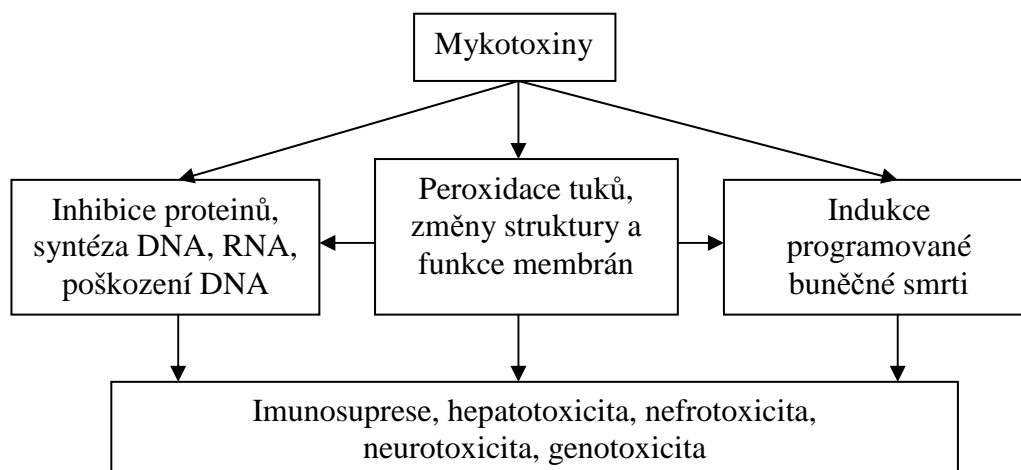 Mykotoxiny
Inhibice proteinů,
syntéza DNA, RNA,
poškození DNA
Peroxidace tuků,
změny struktury a
funkce membrán
Indukce
programované
buněčné smrti
Imunosuprese, hepatotoxicita, nefrotoxicita,
neurotoxicita, genotoxicita